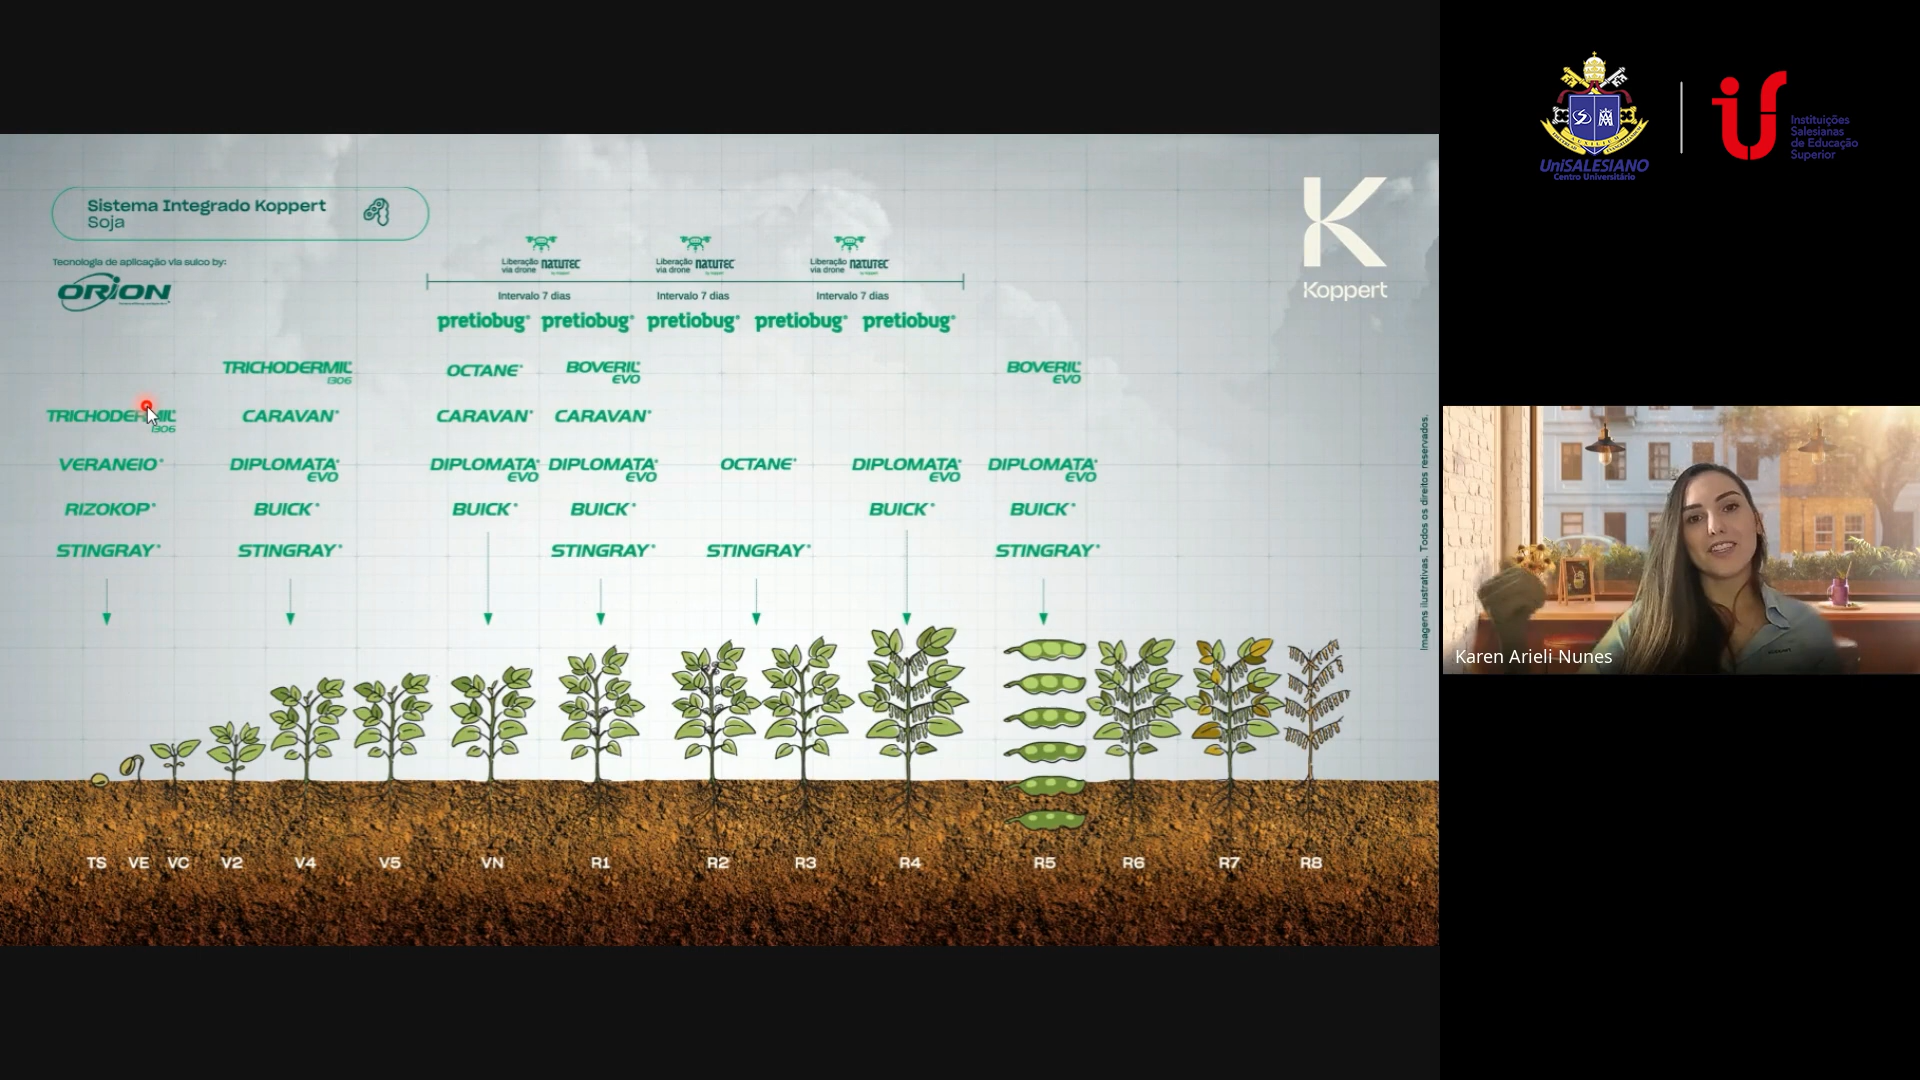 Sistema Integrado Koppert
Soja
Tecnologia de aplicação via sulco by:
ORION
Liberação
via drone natutec
Liberação
via drone natutec
Liberação
via drone natutec
Intervalo 7 dias
Intervalo 7 dias
Intervalo 7 dias
pretiobug® pretiobug® pretiobug® pretiobug® pretiobug®
TRICHODERMIL
1306
OCTANE®
BOVERIL®
EVO
BOVERIL®
EVO
TRICHODERMIL
1306
CARAVAN®
CARAVAN®
CARAVAN®
VERANEIO®
DIPLOMATA®
EVO
DIPLOMATA®
EVO
DIPLOMATA®
EVO
OCTANE®
DIPLOMATA®
EVO
DIPLOMATA®
EVO
RIZOKOP®
BUICK®
BUICK®
BUICK®
BUICK®
BUICK®
STINGRAY®
STINGRAY®
STINGRAY®
STINGRAY®
STINGRAY®
TS VE VC V2 V4 V5 VN R1 R2 R3 R4 R5 R6 R7 R8
K
Koppert
Imagens ilustrativas. Todos os direitos reservados.
UniSALESIANO
Centro Universitário
Instituições
Salesianas
de Educação
Superior
Karen Arieli Nunes